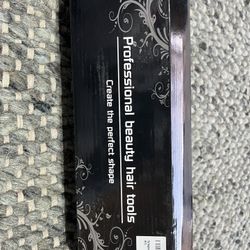 Professional beauty hair tools
Create the perfect shape